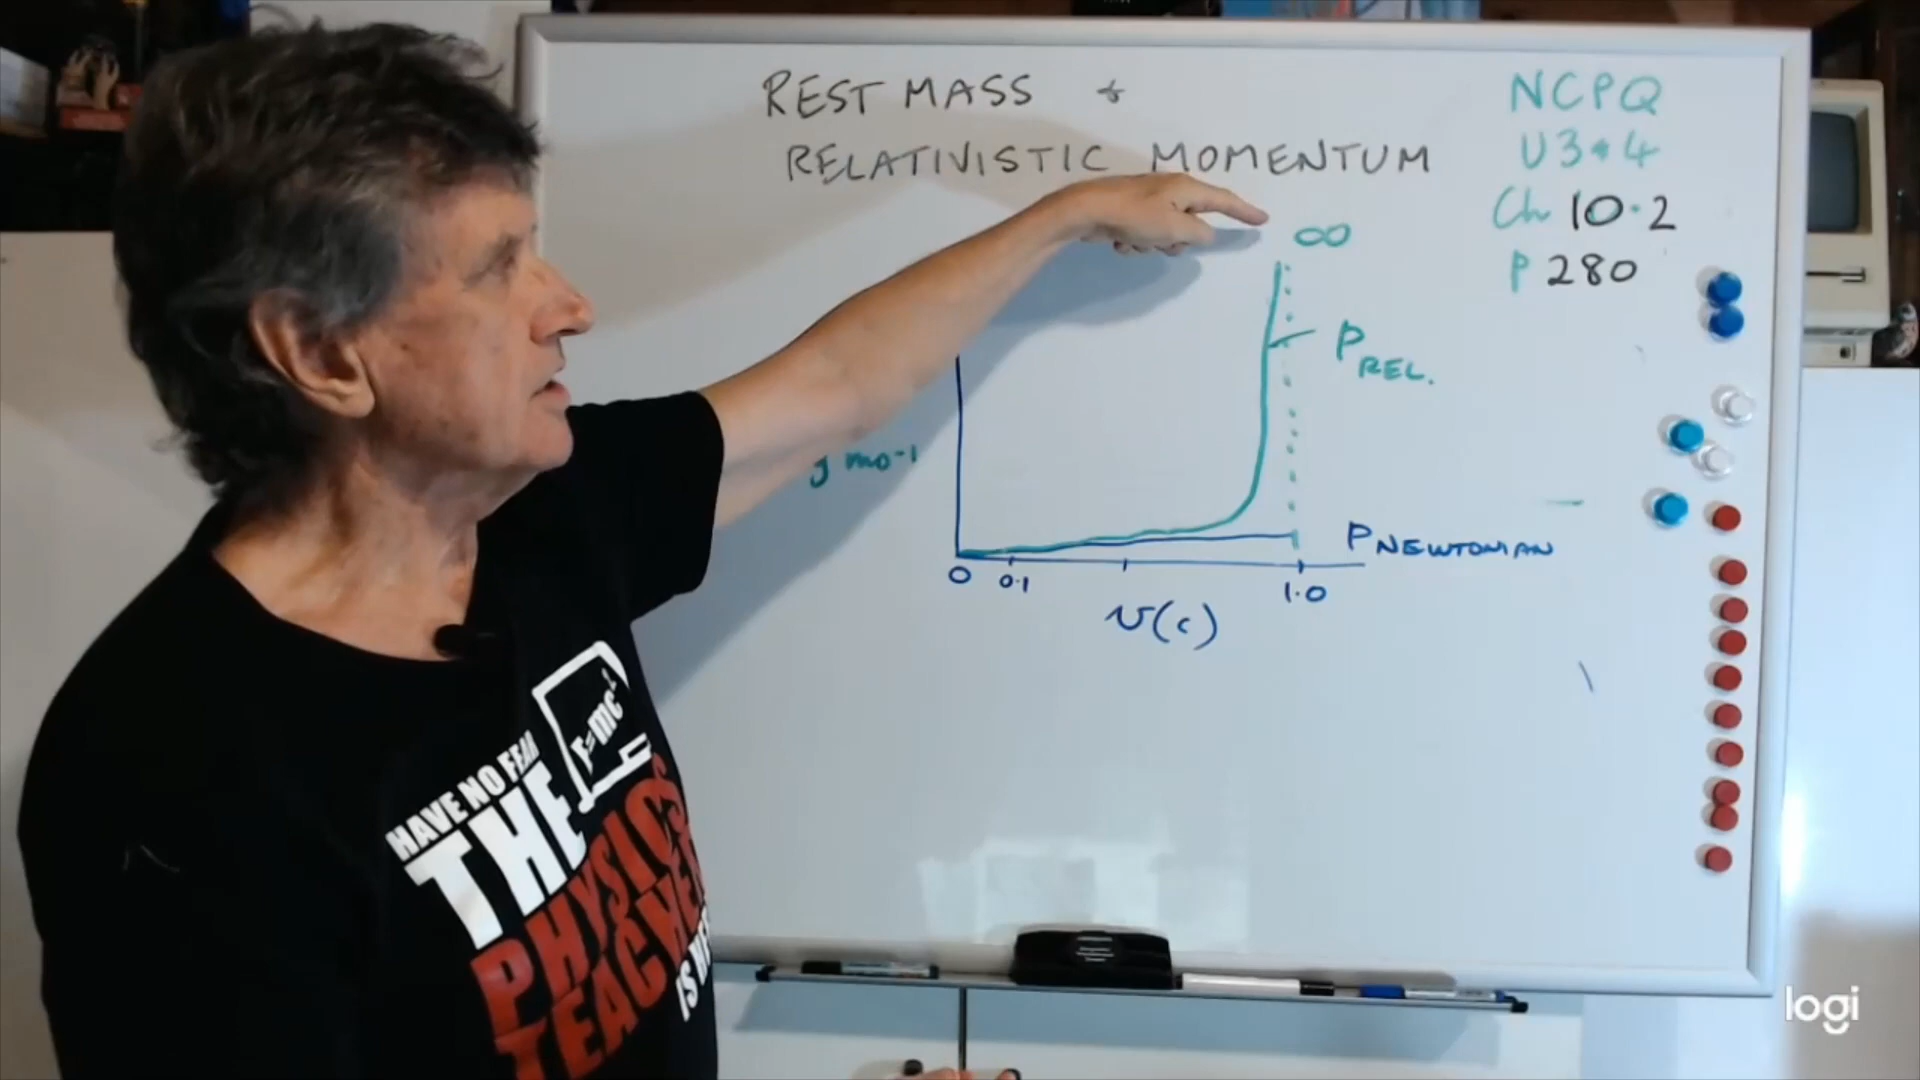 REST MASS &
RELATIVISTIC MOMENTUM
NCPQ
U3&4
Ch 10.2
P 280
∞
P REL.
P NEWTONIAN
0 0.1 1.0
v(c)
E=mc²
HAVE NO FEAR
THE
PHYSICS
TEACHER
logi